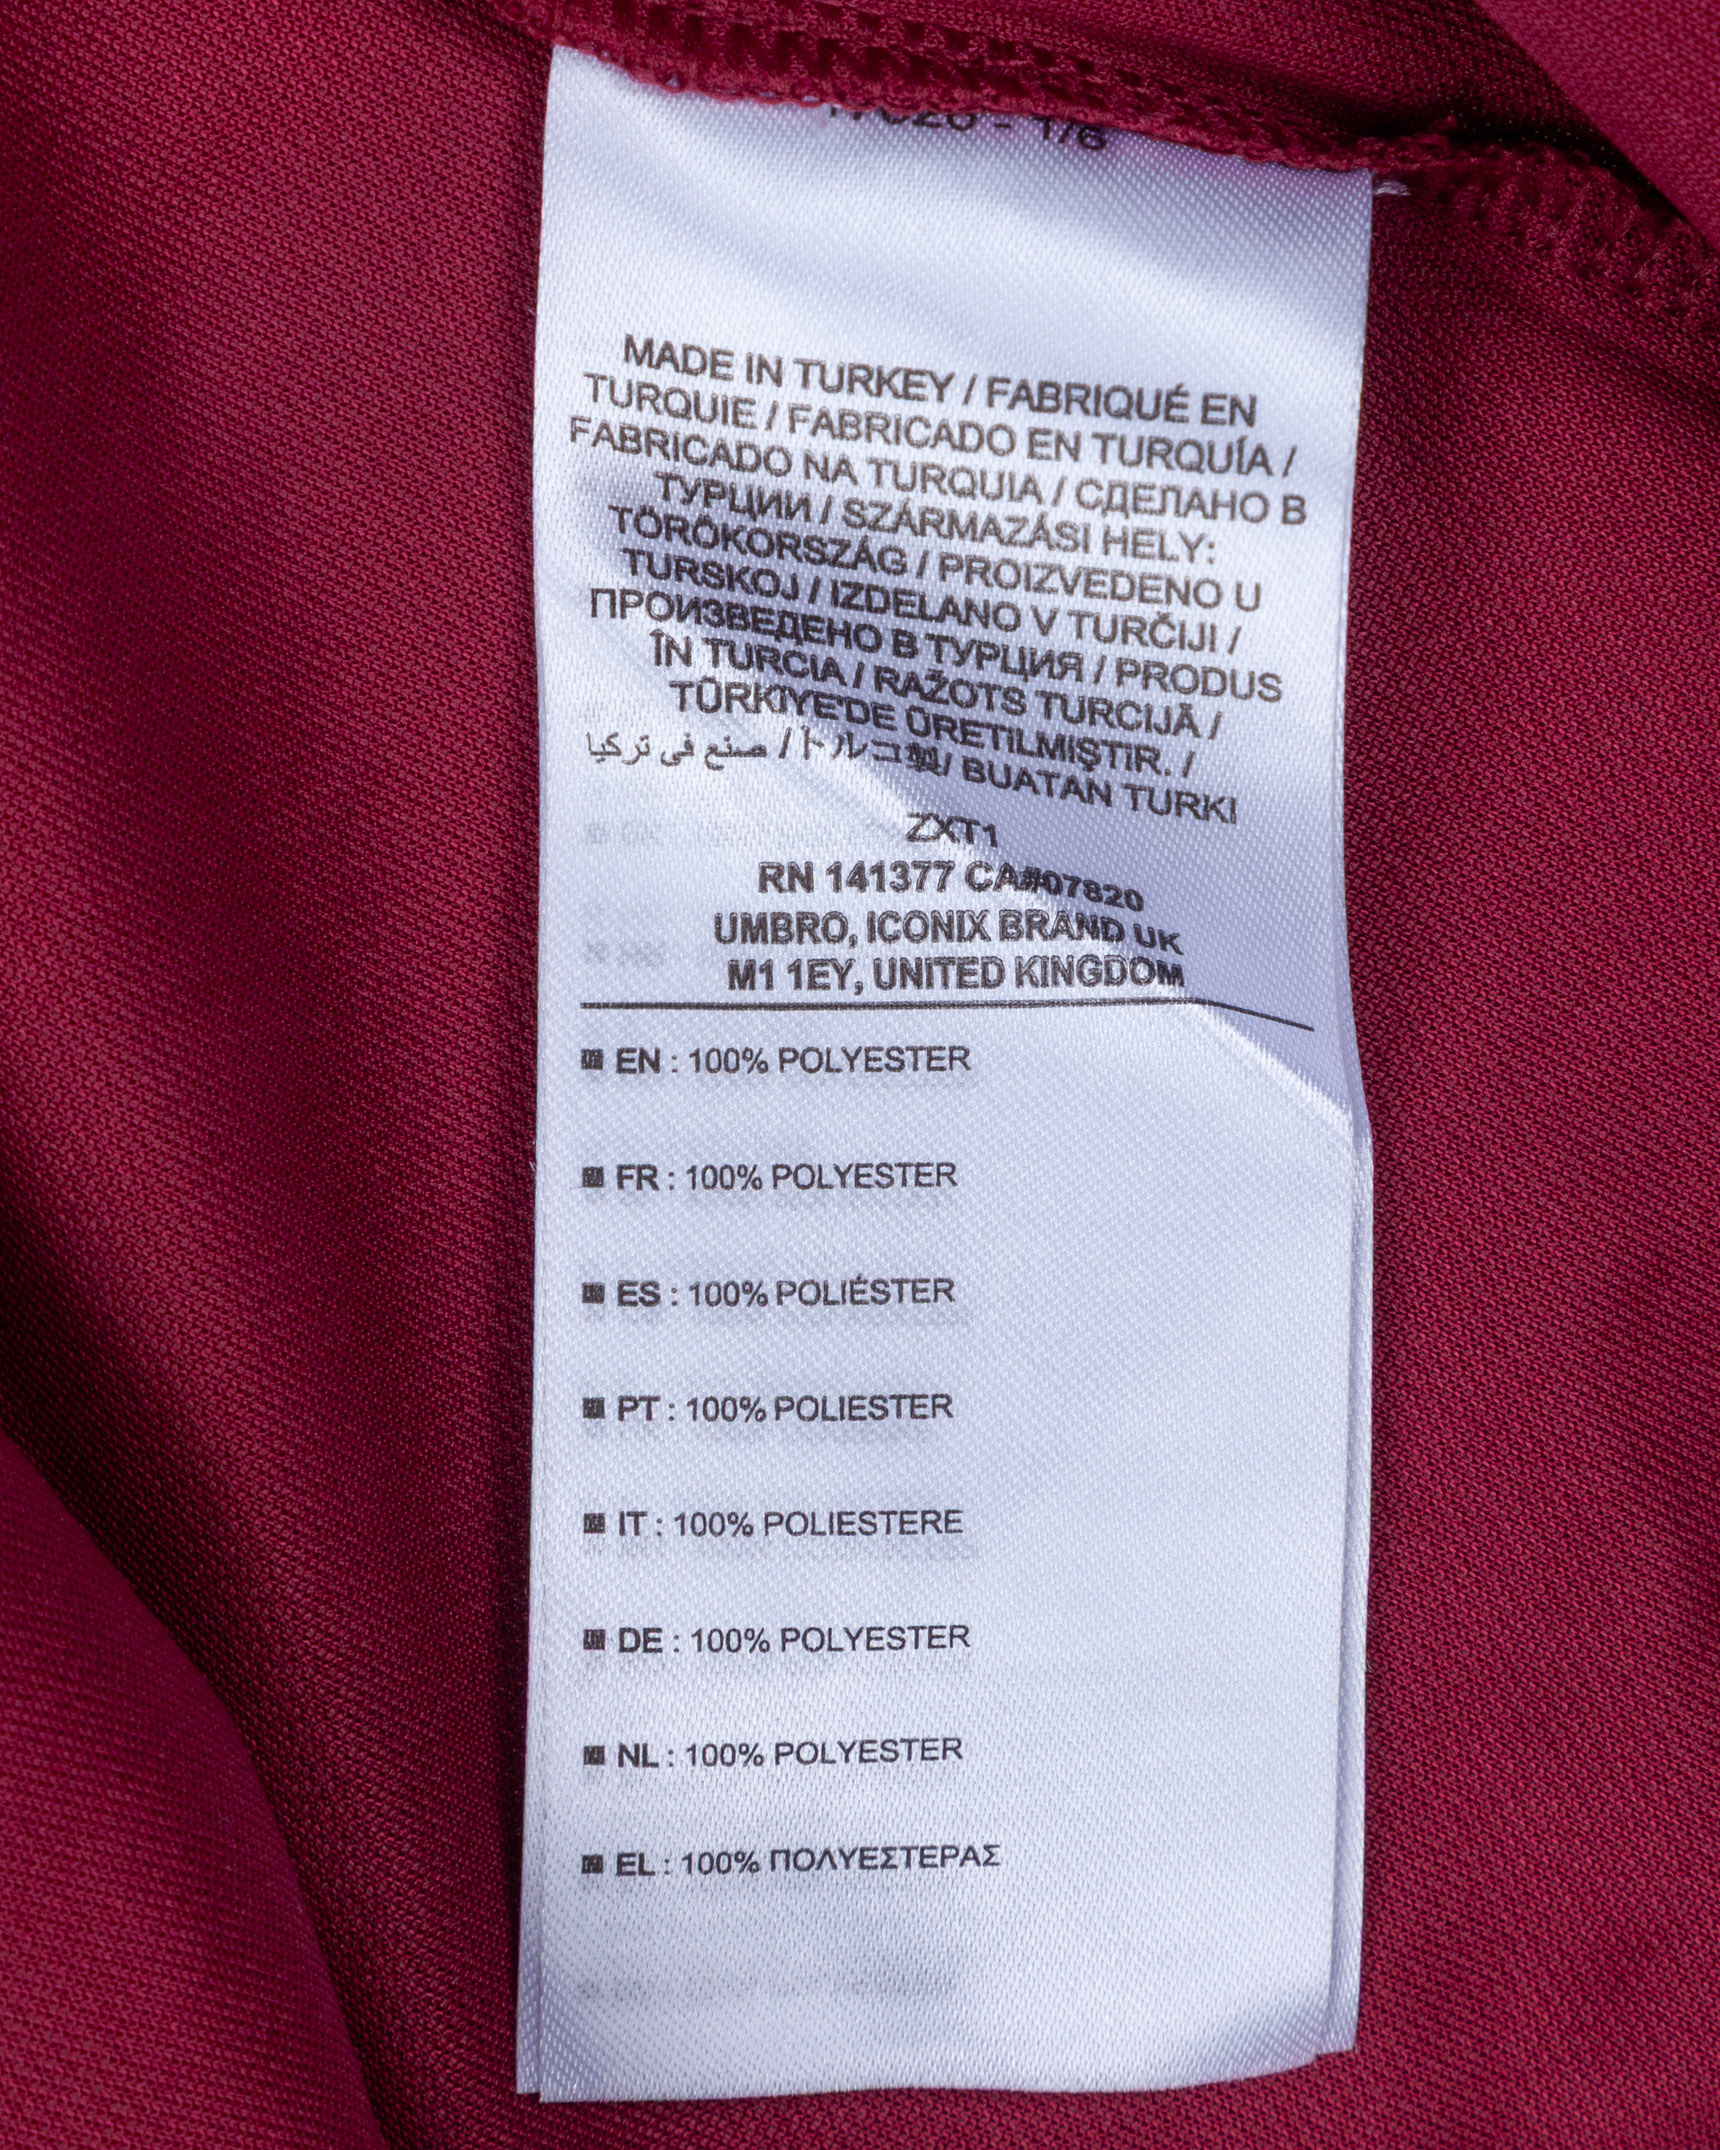 - 1/6
MADE IN TURKEY / FABRIQUÉ EN
TURQUIE / FABRICADO EN TURQUÍA /
FABRICADO NA TURQUIA / СДЕЛАНО В
ТУРЦИИ / SZÁRMAZÁSI HELY:
TÖRÖKORSZÁG / PROIZVEDENO U
TURSKOJ / IZDELANO V TURČIJI /
ПРОИЗВЕДЕНО В ТУРЦИЯ / PRODUS
ÎN TURCIA / RAŽOTS TURCIJĀ /
TÜRKIYE'DE ÜRETILMIŞTIR. /
صنع في تركيا / トルコ製/ BUATAN TURKI
ZXT1
RN 141377 CA#07820
UMBRO, ICONIX BRAND UK
M1 1EY, UNITED KINGDOM
EN : 100% POLYESTER
FR : 100% POLYESTER
ES : 100% POLIÉSTER
PT : 100% POLIESTER
IT : 100% POLIESTERE
DE : 100% POLYESTER
NL : 100% POLYESTER
EL : 100% ΠΟΛΥΕΣΤΕΡΑΣ